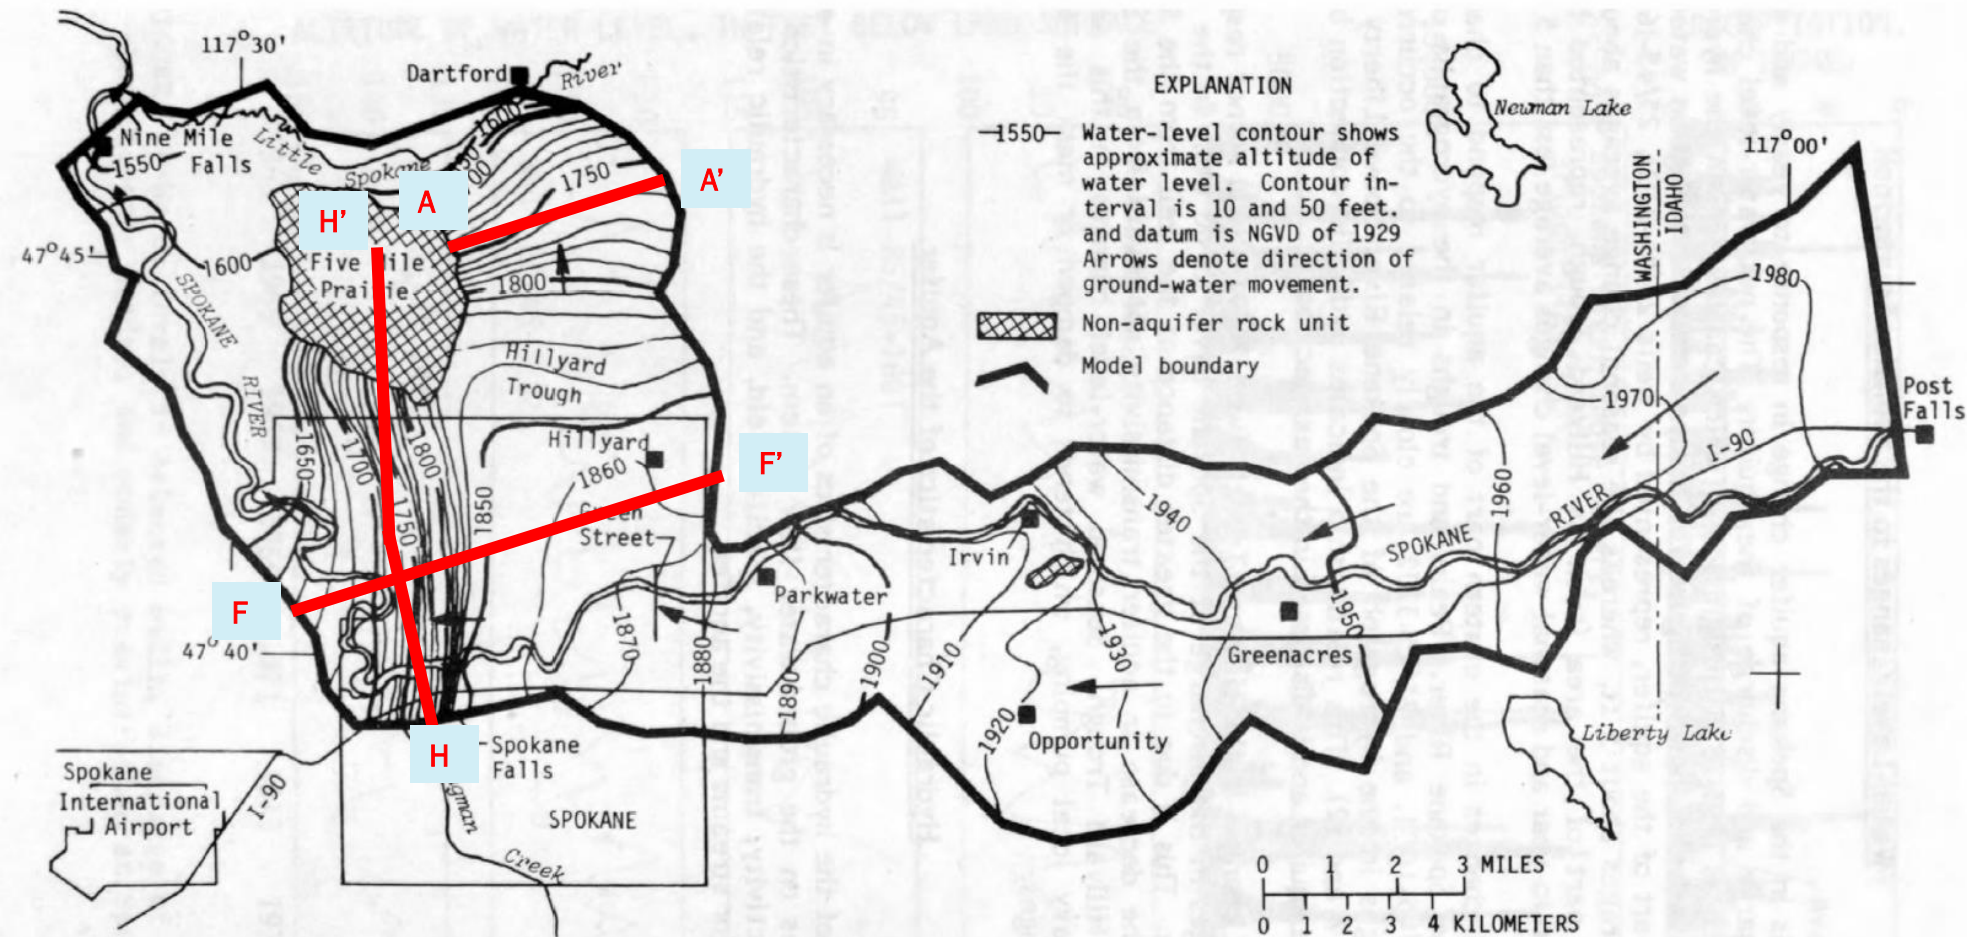 117°30'
Dartford
River
EXPLANATION
—1550— Water-level contour shows
approximate altitude of
water level. Contour in-
terval is 10 and 50 feet.
and datum is NGVD of 1929
Arrows denote direction of
ground-water movement.
Non-aquifer rock unit
Model boundary
Newman Lake
117°00'
WASHINGTON
IDAHO
Nine Mile
Falls
1550
Little
Spokane
1600
1750
A
A'
H'
47°45'
1600
Five Mile
Prairie
1800
SPOKANE
RIVER
Hillyard
Trough
Hillyard
1860
1650
1700
1750
1800
1850
F'
Green
Street
F
47°40'
1870
1880
1890
1900
1910
1920
1930
1940
1950
1960
1970
1980
Parkwater
Irvin
SPOKANE
RIVER
I-90
Post
Falls
Greenacres
Opportunity
Liberty Lake
H
Spokane
Falls
Spokane
International
Airport
I-90
SPOKANE
Creek
0 1 2 3 MILES
0 1 2 3 4 KILOMETERS